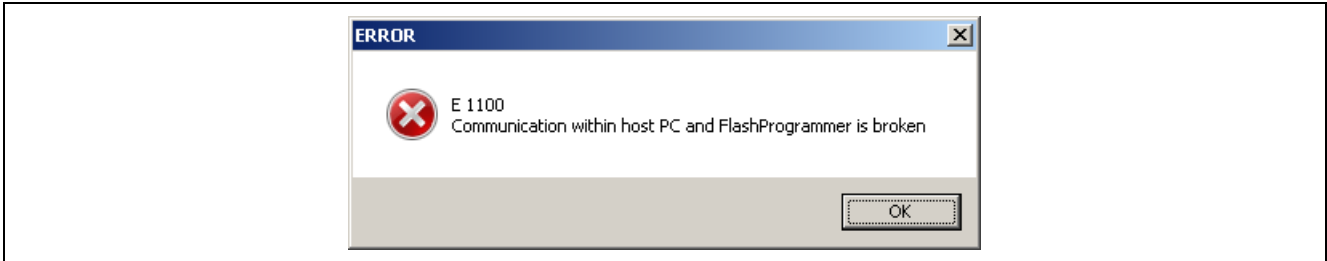 ERROR
E 1100
Communication within host PC and FlashProgrammer is broken
OK